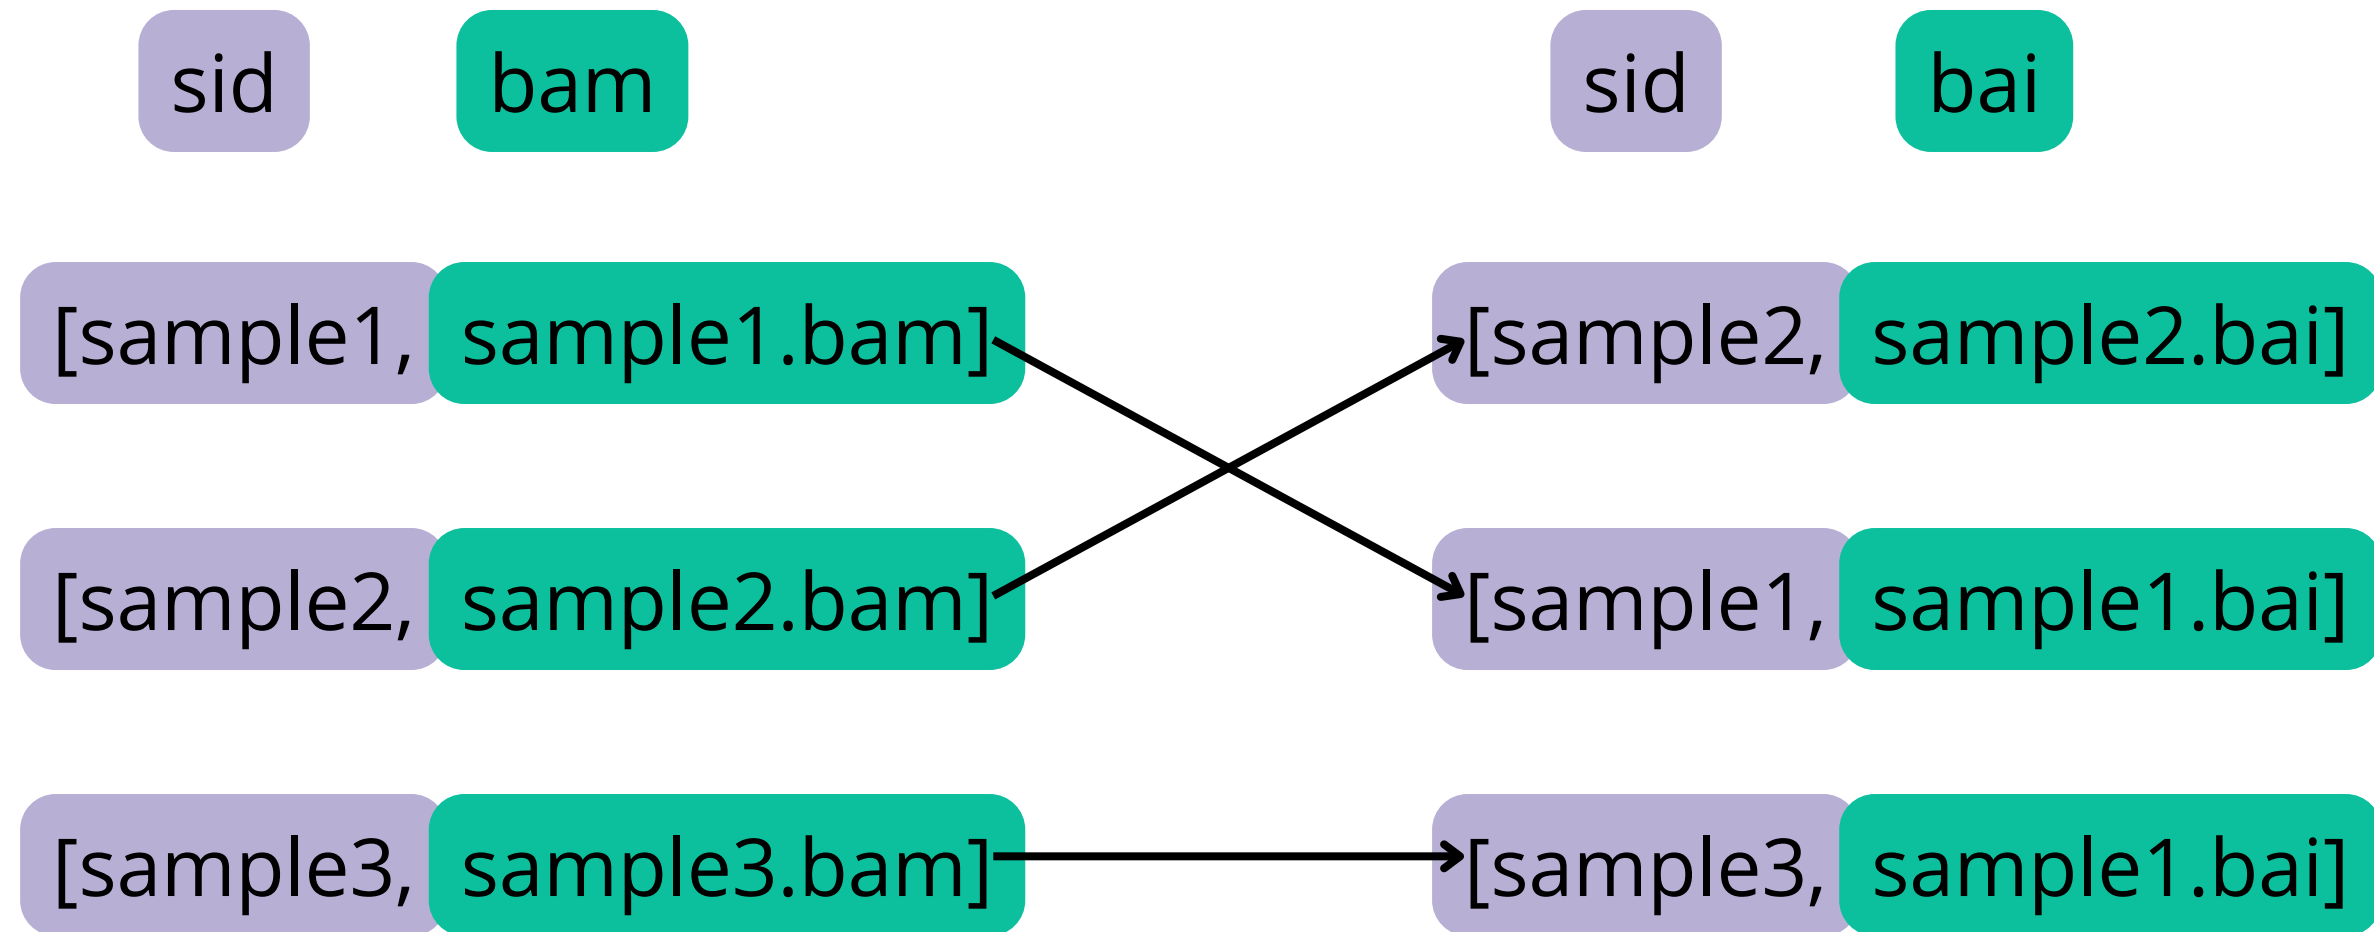 sid bam sid bai
[sample1, sample1.bam] [sample2, sample2.bai]
[sample2, sample2.bam] [sample1, sample1.bai]
[sample3, sample3.bam] [sample3, sample1.bai]